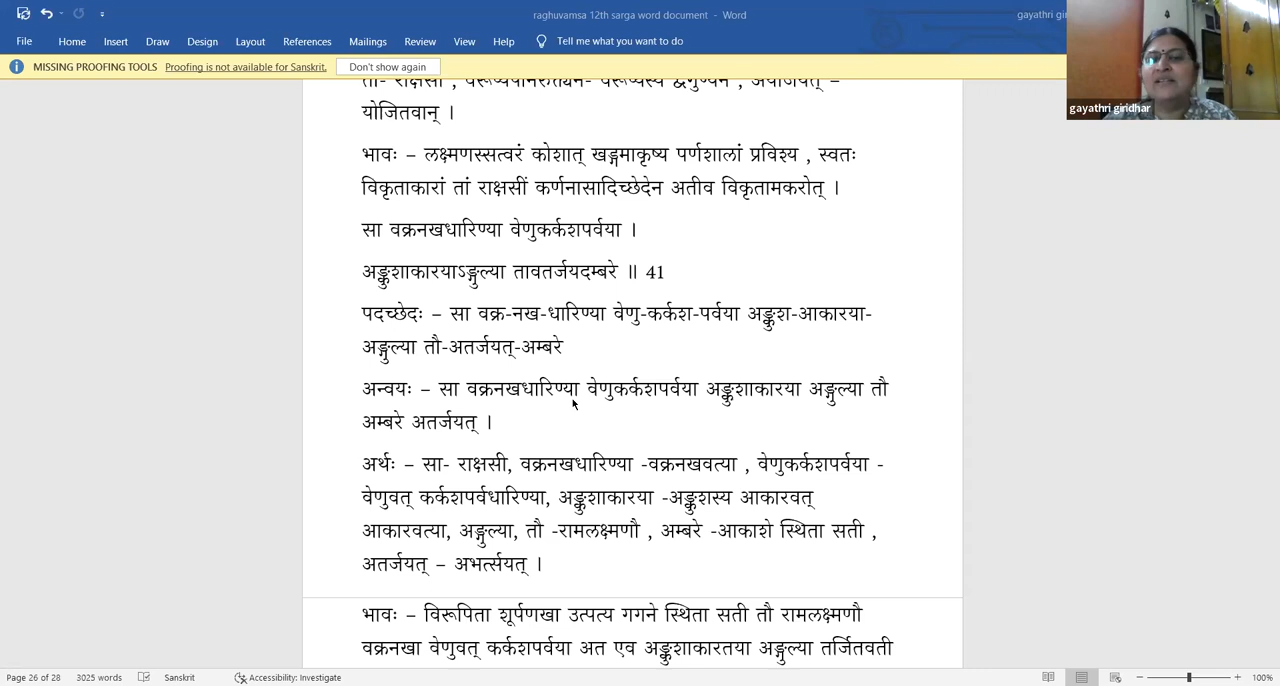 raghuvamsa 12th sarga word document - Word
gayathri gi
File Home Insert Draw Design Layout References Mailings Review View Help Tell me what you want to do
MISSING PROOFING TOOLS Proofing is not available for Sanskrit. Don't show again
gayathri giridhar
योजितवान् ।
भावः – लक्ष्मणस्सत्वरं कोशात् खड्गमाकृष्य पर्णशालां प्रविश्य , स्वतः
विकृताकारां तां राक्षसीं कर्णनासादिच्छेदेन अतीव विकृतामकरोत् ।
सा वक्रनखधारिण्या वेणुकर्कशपर्वया ।
अङ्कुशाकारयाऽङ्गुल्या तावतर्जयदम्बरे ॥ 41
पदच्छेदः – सा वक्र-नख-धारिण्या वेणु-कर्कश-पर्वया अङ्कुश-आकारया-
अङ्गुल्या तौ-अतर्जयत्-अम्बरे
अन्वयः – सा वक्रनखधारिण्या वेणुकर्कशपर्वया अङ्कुशाकारया अङ्गुल्या तौ
अम्बरे अतर्जयत् ।
अर्थः – सा- राक्षसी, वक्रनखधारिण्या -वक्रनखवत्या , वेणुकर्कशपर्वया -
वेणुवत् कर्कशपर्वधारिण्या, अङ्कुशाकारया -अङ्कुशस्य आकारवत्
आकारवत्या, अङ्गुल्या, तौ -रामलक्ष्मणौ , अम्बरे -आकाशे स्थिता सती ,
अतर्जयत् – अभर्त्सयत् ।
भावः – विरूपिता शूर्पणखा उत्पत्य गगने स्थिता सती तौ रामलक्ष्मणौ
वक्रनखा वेणुवत् कर्कशपर्वया अत एव अङ्कुशाकारतया अङ्गुल्या तर्जितवती
Page 26 of 28 3025 words Sanskrit Accessibility: Investigate 100%